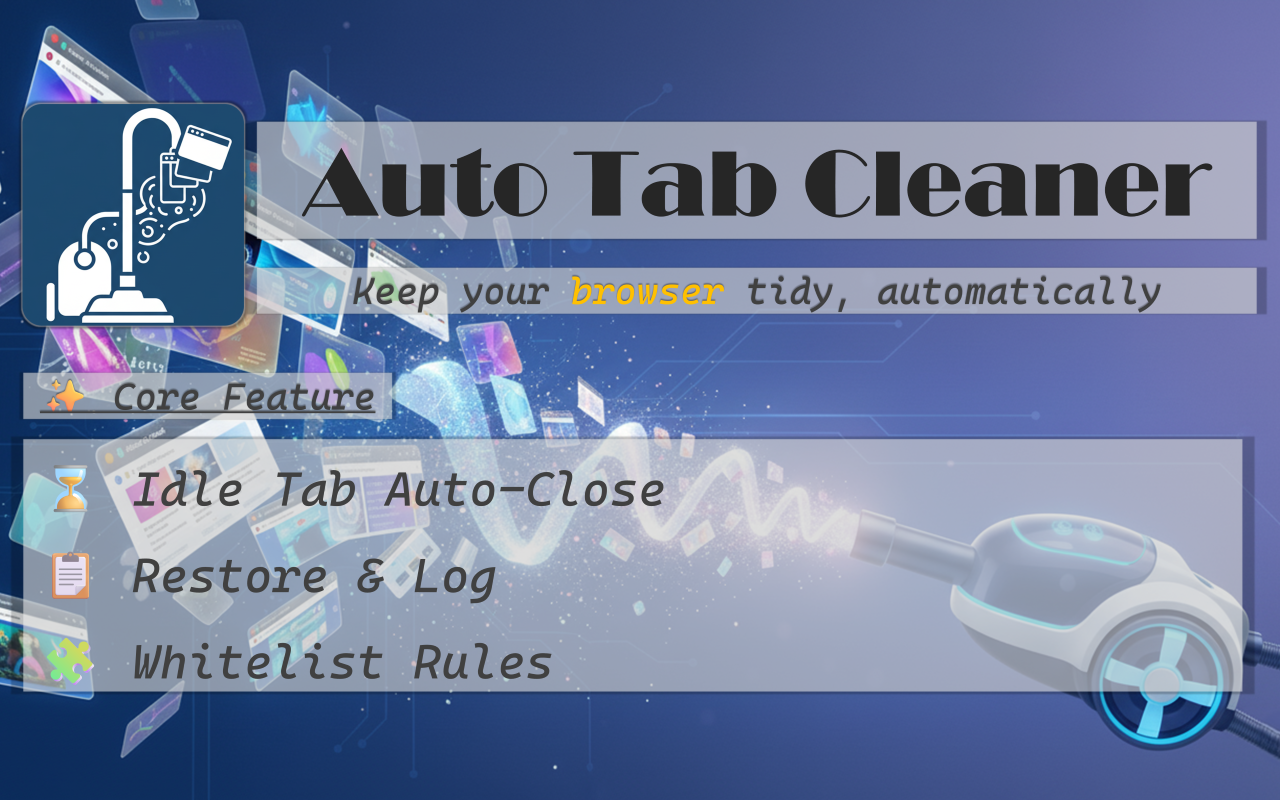 Auto Tab Cleaner
Keep your browser tidy, automatically
✨ Core Feature
⏳ Idle Tab Auto-Close
📋 Restore & Log
🧩 Whitelist Rules